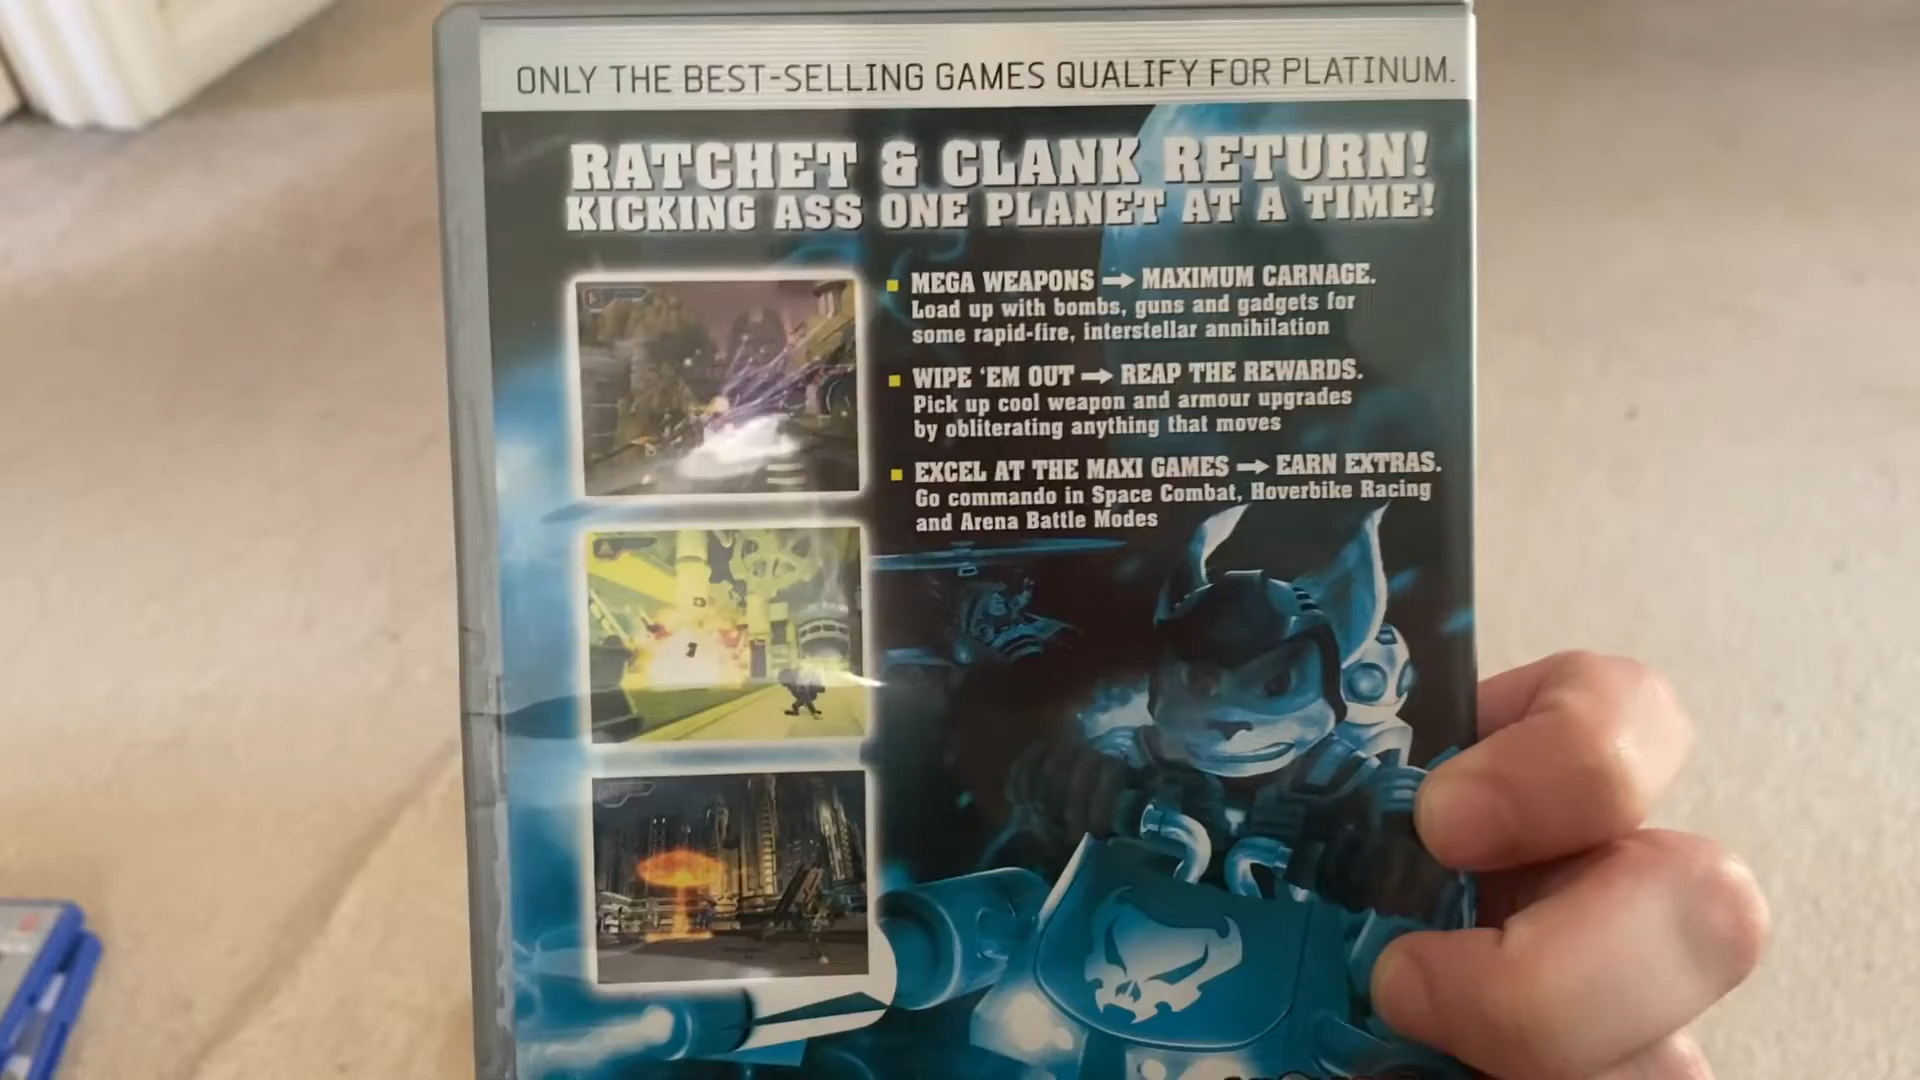 ONLY THE BEST-SELLING GAMES QUALIFY FOR PLATINUM.
RATCHET & CLANK RETURN!
KICKING ASS ONE PLANET AT A TIME!
MEGA WEAPONS → MAXIMUM CARNAGE.
Load up with bombs, guns and gadgets for
some rapid-fire, interstellar annihilation
WIPE ‘EM OUT → REAP THE REWARDS.
Pick up cool weapon and armour upgrades
by obliterating anything that moves
EXCEL AT THE MAXI GAMES → EARN EXTRAS.
Go commando in Space Combat, Hoverbike Racing
and Arena Battle Modes